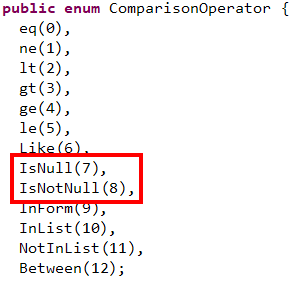 public enum ComparisonOperator {
eq(0),
ne(1),
lt(2),
gt(3),
ge(4),
le(5),
Like(6),
IsNull(7),
IsNotNull(8),
InForm(9),
InList(10),
NotInList(11),
Between(12);